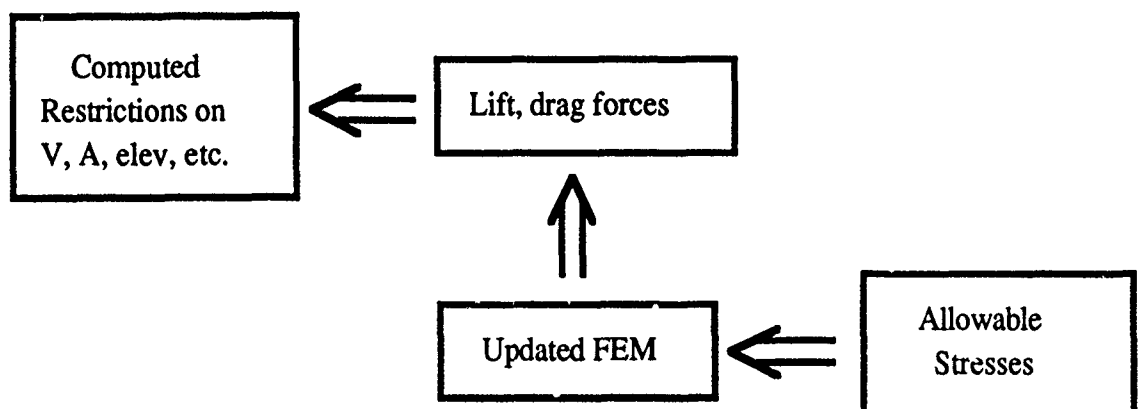 Computed
Restrictions on
V, A, elev, etc.
Lift, drag forces
Updated FEM
Allowable
Stresses